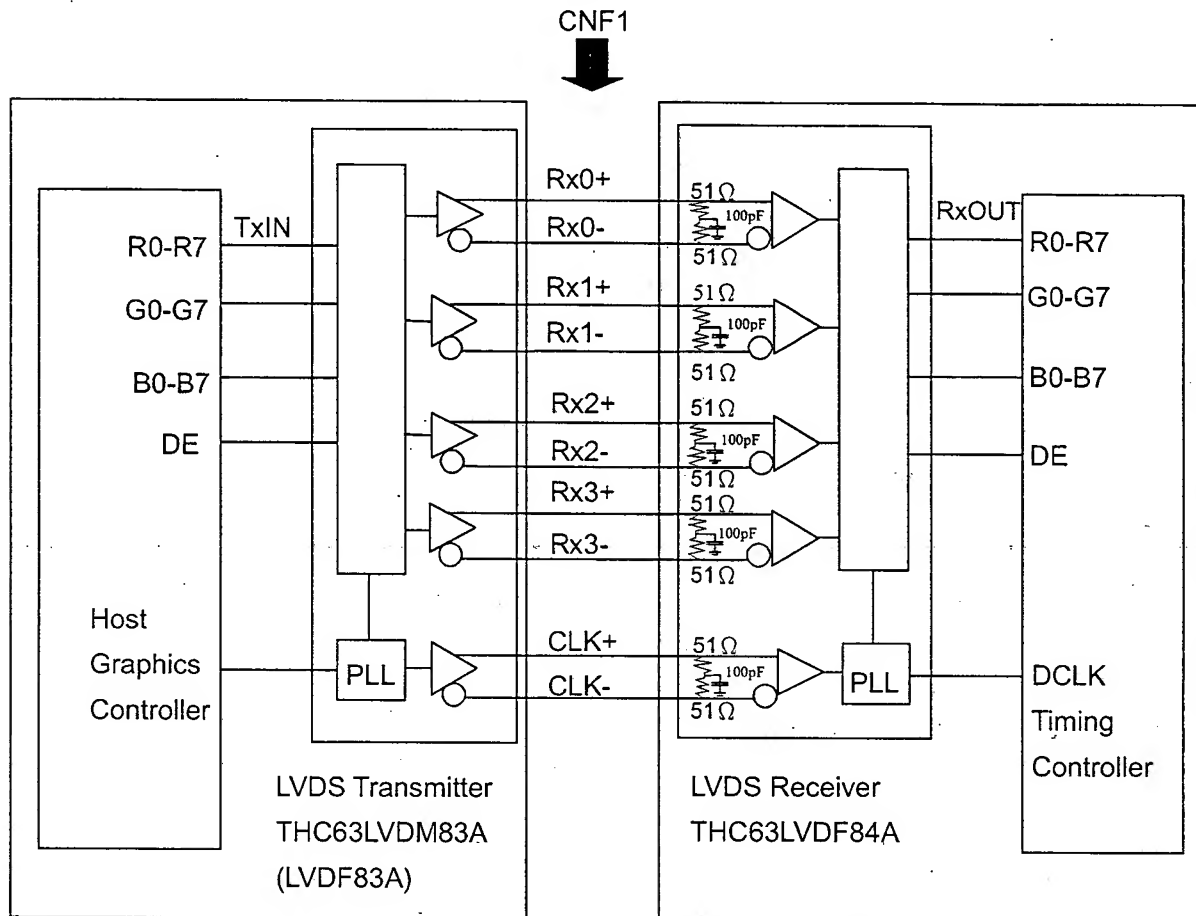 CNF1
TxIN
R0-R7
G0-G7
B0-B7
DE
Host
Graphics
Controller
PLL
LVDS Transmitter
THC63LVDM83A
(LVDF83A)
Rx0+
Rx0-
Rx1+
Rx1-
Rx2+
Rx2-
Rx3+
Rx3-
CLK+
CLK-
51Ω
100pF
51Ω
51Ω
100pF
51Ω
51Ω
100pF
51Ω
51Ω
100pF
51Ω
51Ω
100pF
51Ω
PLL
LVDS Receiver
THC63LVDF84A
RxOUT
R0-R7
G0-G7
B0-B7
DE
DCLK
Timing
Controller